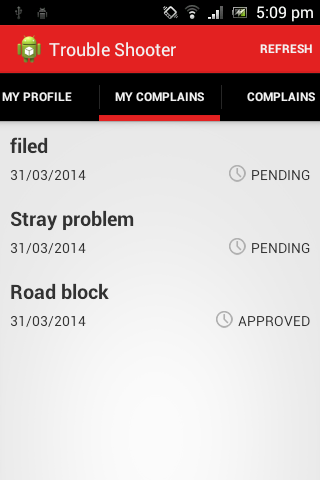 5:09 pm
Trouble Shooter
REFRESH
MY PROFILE
MY COMPLAINS
COMPLAINS
filed
31/03/2014
PENDING
Stray problem
31/03/2014
PENDING
Road block
31/03/2014
APPROVED